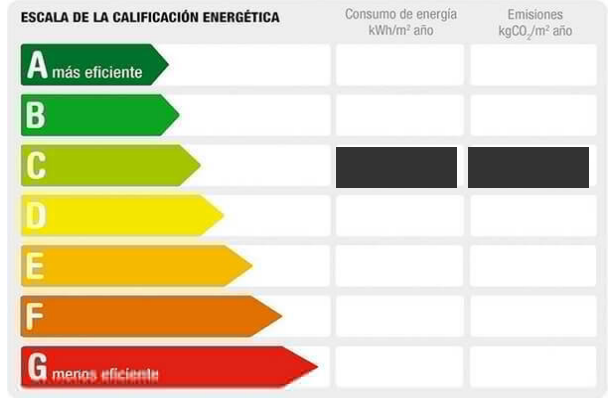 ESCALA DE LA CALIFICACIÓN ENERGÉTICA
Consumo de energía
kWh/m² año
Emisiones
kgCO₂/m² año
A más eficiente
B
C
D
E
F
G menos eficiente